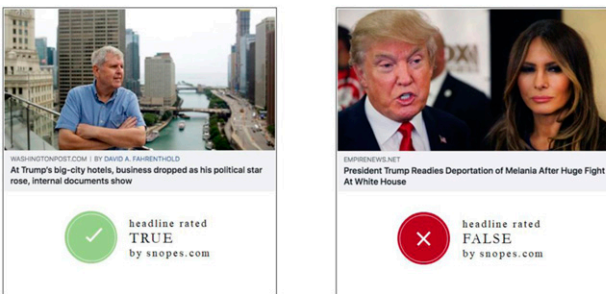 WASHINGTONPOST.COM | BY DAVID A. FAHRENTHOLD
At Trump's big-city hotels, business dropped as his political star
rose, internal documents show
headline rated
TRUE
by snopes.com
OX
EMPIRENEWS.NET
President Trump Readies Deportation of Melania After Huge Fight
At White House
headline rated
FALSE
by snopes.com